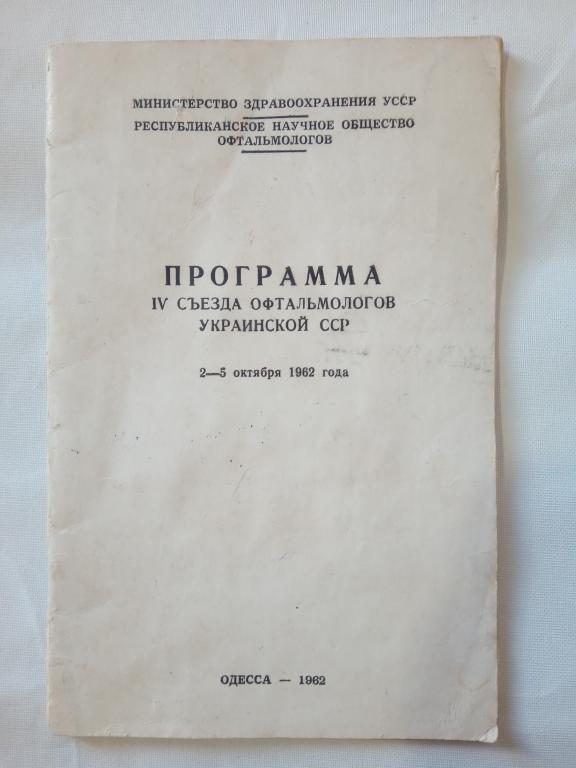 МИНИСТЕРСТВО ЗДРАВООХРАНЕНИЯ УССР
РЕСПУБЛИКАНСКОЕ НАУЧНОЕ ОБЩЕСТВО
ОФТАЛЬМОЛОГОВ
ПРОГРАММА
IV СЪЕЗДА ОФТАЛЬМОЛОГОВ
УКРАИНСКОЙ ССР
2—5 октября 1962 года
ОДЕССА — 1962